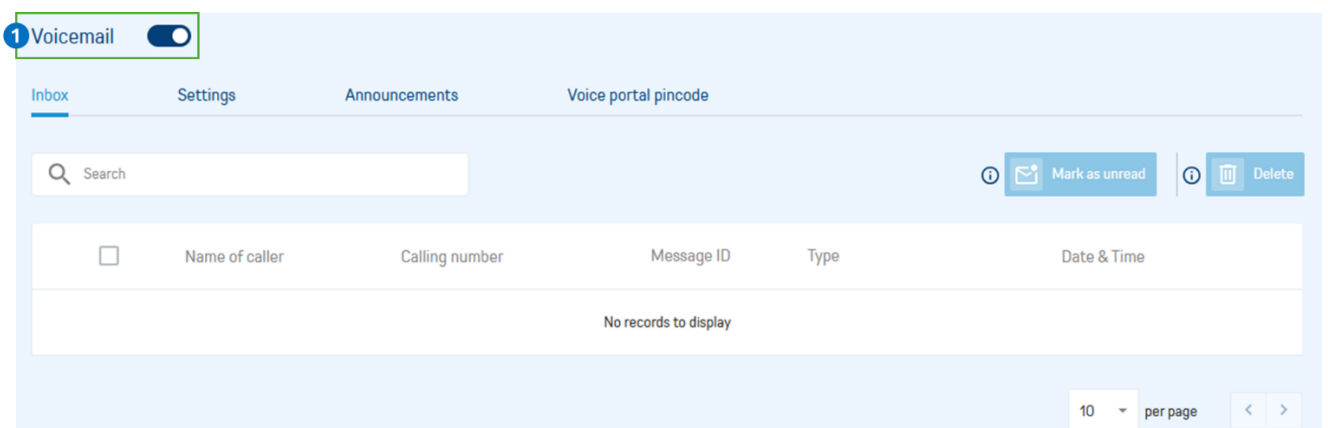 1 Voicemail
Inbox Settings Announcements Voice portal pincode
Search Mark as unread Delete
Name of caller Calling number Message ID Type Date & Time
No records to display
10 per page